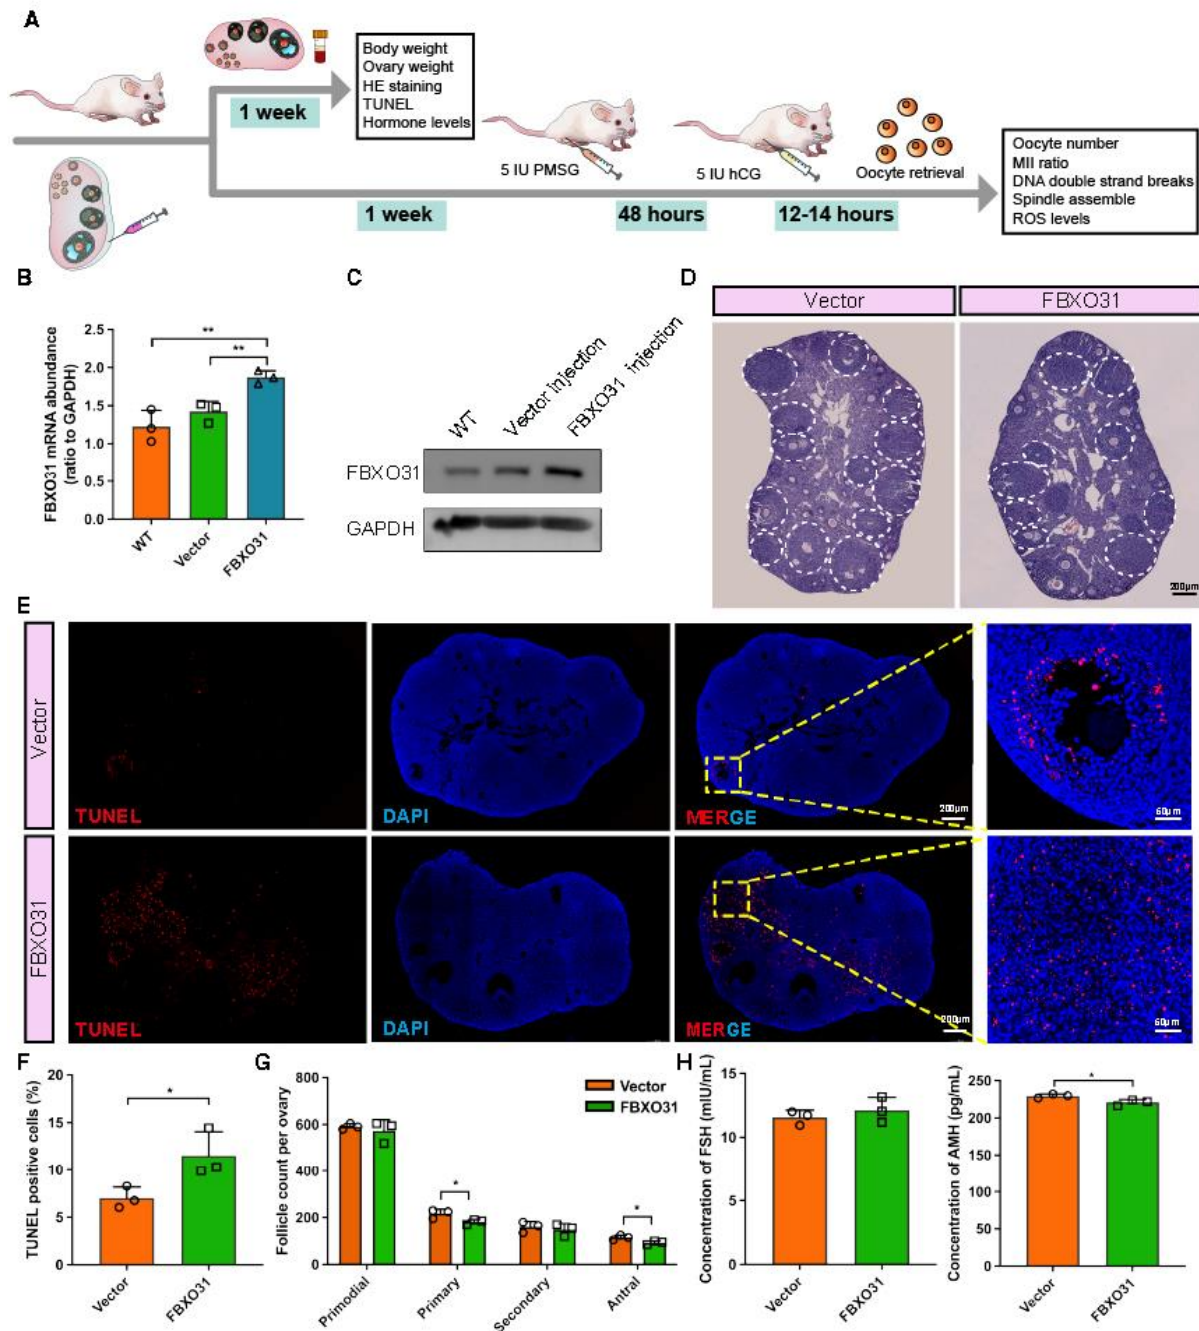 A
1 week
Body weight
Ovary weight
HE staining
TUNEL
Hormone levels
5 IU PMSG
5 IU hCG
Oocyte retrieval
1 week
48 hours
12-14 hours
Oocyte number
MII ratio
DNA double strand breaks
Spindle assemble
ROS levels
B
FBXO31 mRNA abundance
(ratio to GAPDH)
2.5
2.0
1.5
1.0
0.5
0.0
**
**
WT
Vector
FBXO31
C
WT
Vector injection
FBXO31 injection
FBXO31
GAPDH
D
Vector
FBXO31
200μm
E
Vector
TUNEL
DAPI
MERGE
200μm
50μm
FBXO31
TUNEL
DAPI
MERGE
200μm
50μm
F
TUNEL positive cells (%)
20
15
10
5
0
*
Vector
FBXO31
G
Follicle count per ovary
800
600
400
200
0
*
*
Vector
FBXO31
Primodial
Primary
Secondary
Antral
H
Concentration of FSH (mIU/mL)
15
10
5
0
Vector
FBXO31
Concentration of AMH (pg/mL)
250
200
150
100
50
0
*
Vector
FBXO31